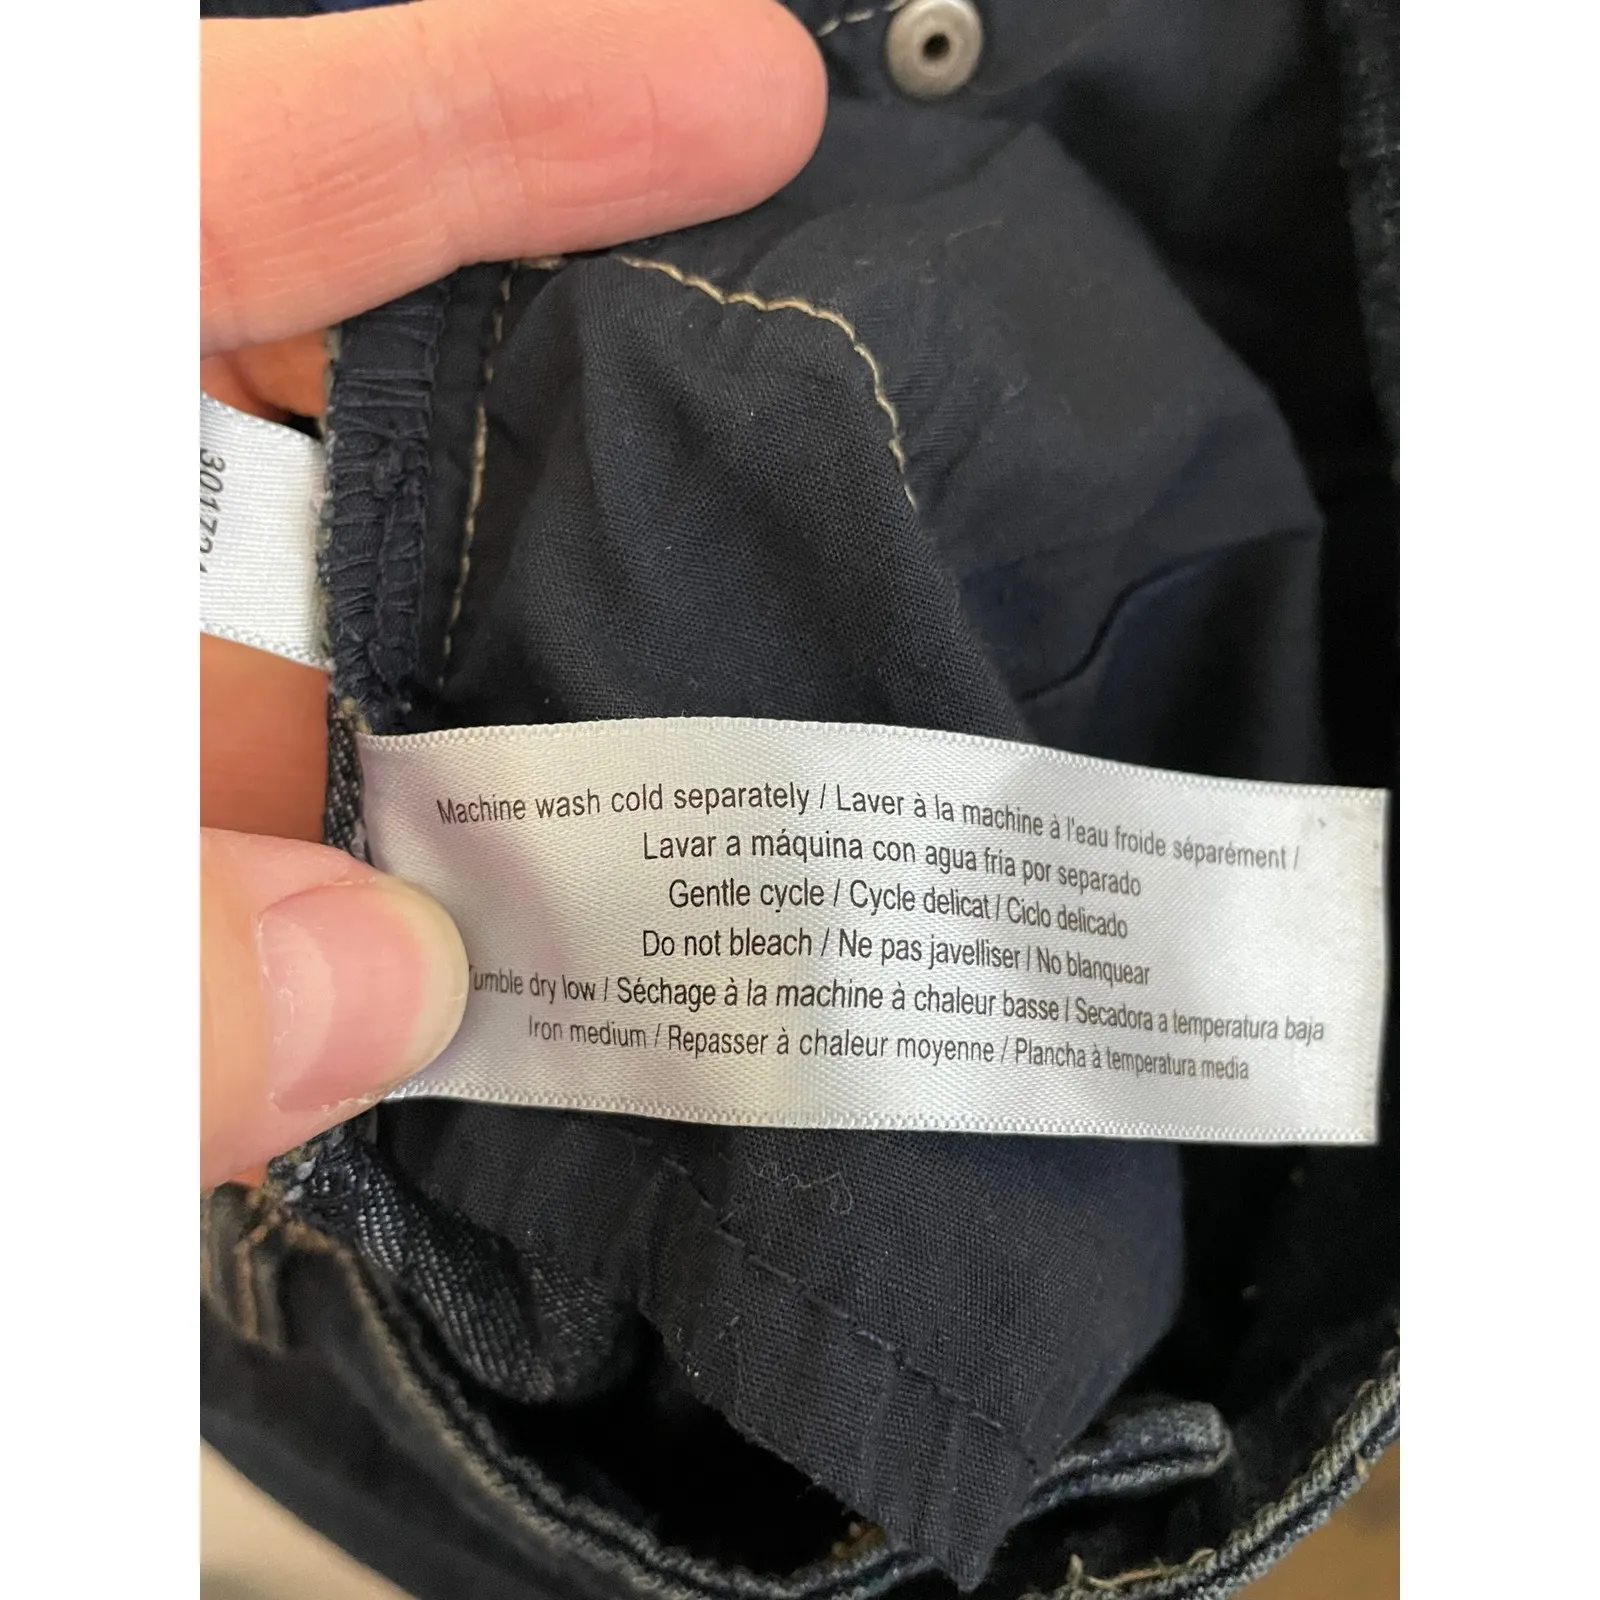 Machine wash cold separately / Laver à la machine à l'eau froide séparément /
Lavar a máquina con agua fria por separado
Gentle cycle / Cycle delicat / Ciclo delicado
Do not bleach / Ne pas javelliser / No blanquear
Tumble dry low / Séchage à la machine à chaleur basse / Secadora a temperatura baja
Iron medium / Repasser à chaleur moyenne / Plancha à temperatura media